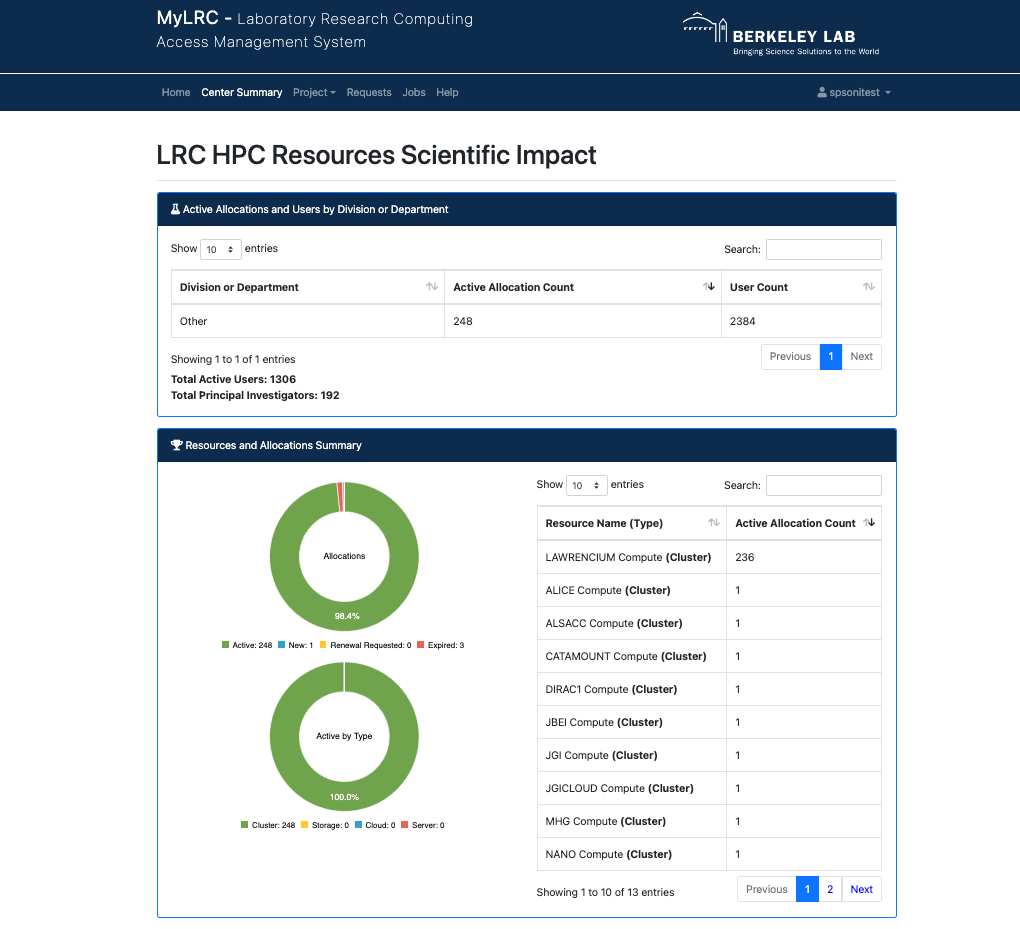 MyLRC - Laboratory Research Computing
Access Management System
BERKELEY LAB
Bringing Science Solutions to the World
Home Center Summary Project Requests Jobs Help spsonitest
LRC HPC Resources Scientific Impact
Active Allocations and Users by Division or Department
Show 10 entries Search:
Division or Department Active Allocation Count User Count
Other 248 2384
Showing 1 to 1 of 1 entries Previous 1 Next
Total Active Users: 1306
Total Principal Investigators: 192
Resources and Allocations Summary
Allocations
98.4%
Active: 248 New: 1 Renewal Requested: 0 Expired: 3
Active by Type
100.0%
Cluster: 248 Storage: 0 Cloud: 0 Server: 0
Show 10 entries Search:
Resource Name (Type) Active Allocation Count
LAWRENCIUM Compute (Cluster) 236
ALICE Compute (Cluster) 1
ALSACC Compute (Cluster) 1
CATAMOUNT Compute (Cluster) 1
DIRAC1 Compute (Cluster) 1
JBEI Compute (Cluster) 1
JGI Compute (Cluster) 1
JGICLOUD Compute (Cluster) 1
MHG Compute (Cluster) 1
NANO Compute (Cluster) 1
Showing 1 to 10 of 13 entries Previous 1 2 Next